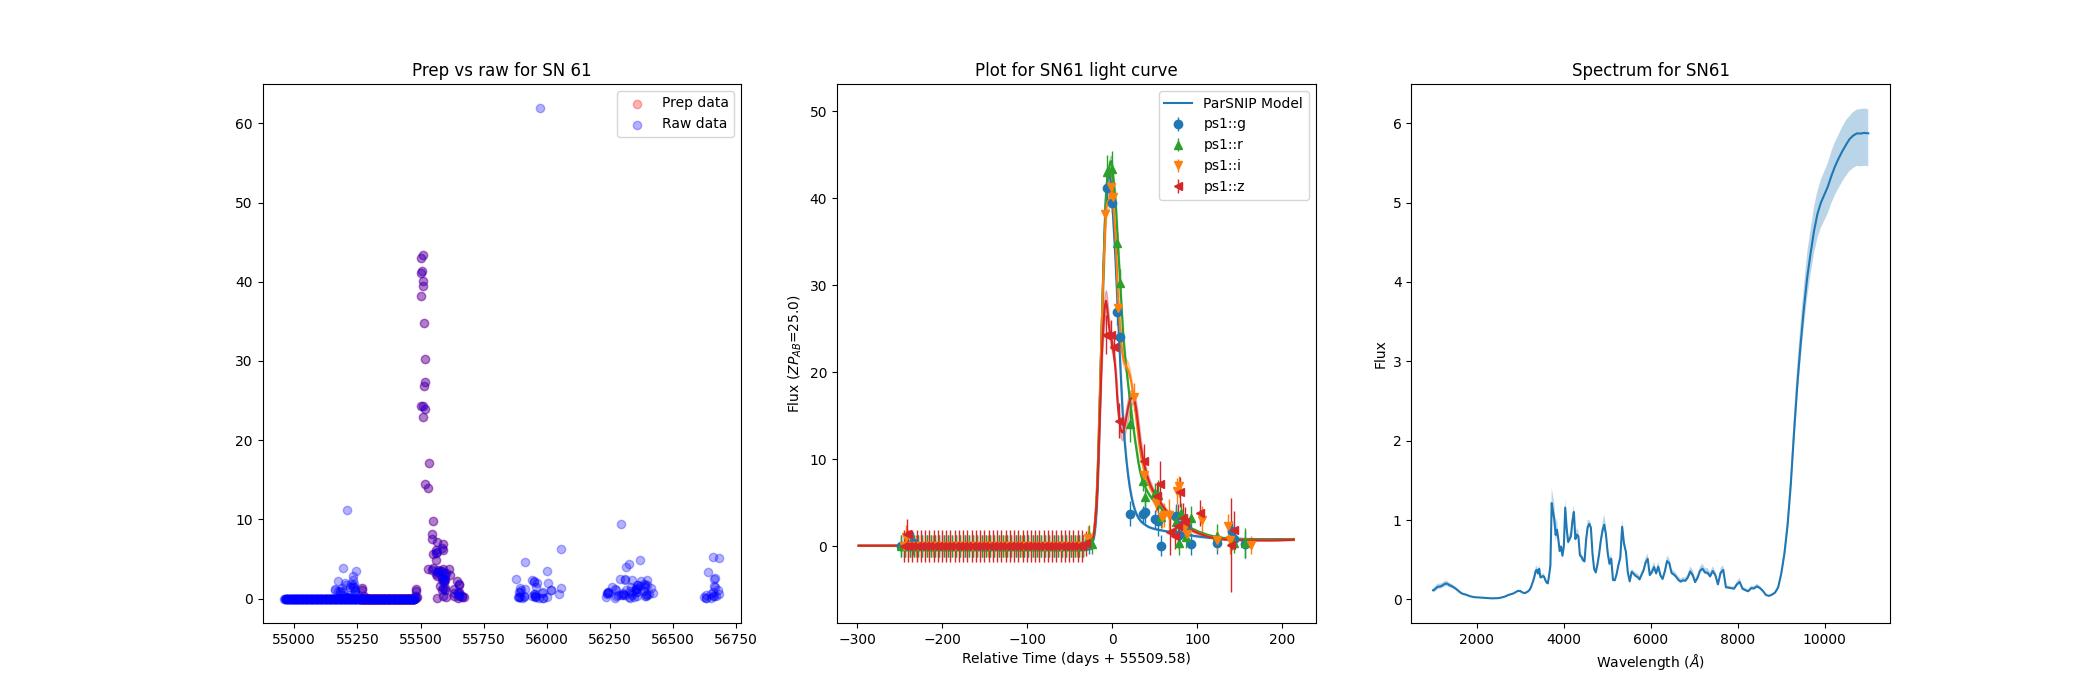 Prep vs raw for SN 61
Prep data
Raw data
60
50
40
30
20
10
0
55000
55250
55500
55750
56000
56250
56500
56750
Plot for SN61 light curve
ParSNIP Model
ps1::g
ps1::r
ps1::i
ps1::z
50
40
30
20
10
0
Flux (ZP_AB=25.0)
−300
−200
−100
0
100
200
Relative Time (days + 55509.58)
Spectrum for SN61
6
5
4
3
2
1
0
Flux
2000
4000
6000
8000
10000
Wavelength (Å)